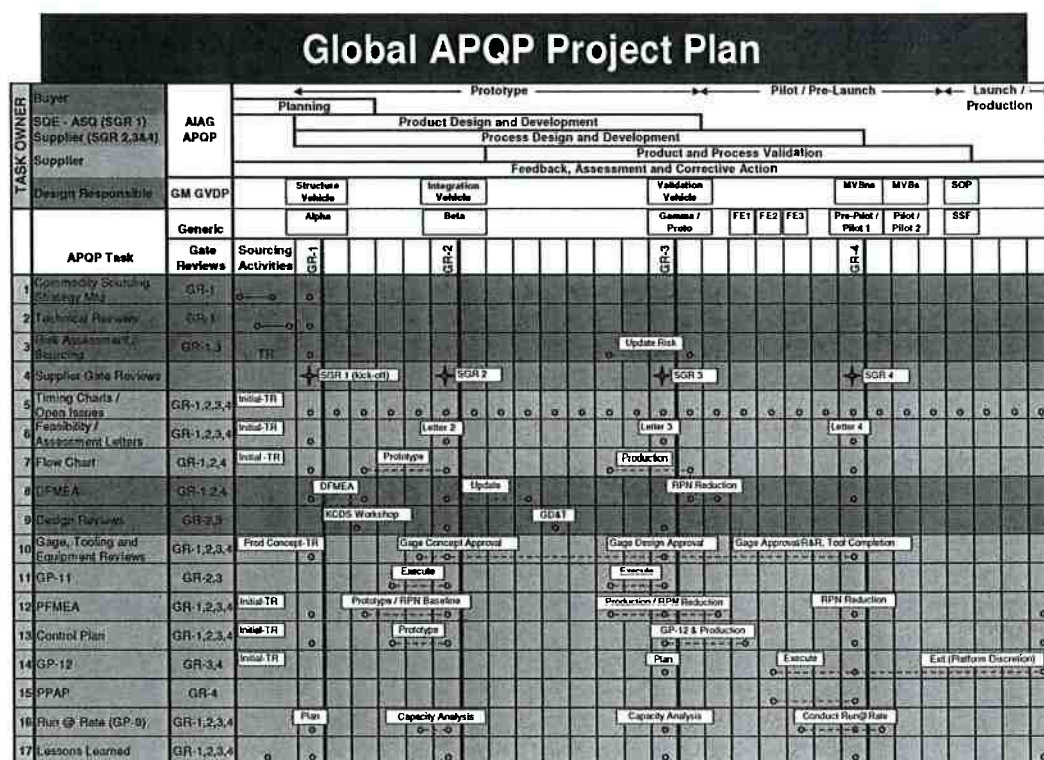 Global APQP Project Plan
TASK OWNER
Buyer
SQE - ASQ (SGR 1)
Supplier (SGR 2,3&4)
Supplier
Design Responsible
AIAG
APQP
GM GVDP
Generic
Prototype
Pilot / Pre-Launch
Launch /
Production
Planning
Product Design and Development
Process Design and Development
Product and Process Validation
Feedback, Assessment and Corrective Action
Structure
Vehicle
Integration
Vehicle
Validation
Vehicle
MVBns
MVBs
SOP
Alpha
Beta
Gamma /
Proto
FE1
FE2
FE3
Pre-Pilot /
Pilot 1
Pilot /
Pilot 2
SSF
APQP Task
Gate
Reviews
Sourcing
Activities
GR-1
GR-2
GR-3
GR-4
1 Commodity Sourcing
Strategy Mtg
GR-1
2 Technical Reviews
GR-1
3 Risk Assessment /
Sourcing
GR-1,3
TR
Update Risk
4 Supplier Gate Reviews
SGR 1 (kick-off)
SGR 2
SGR 3
SGR 4
5 Timing Charts /
Open Issues
GR-1,2,3,4
Initial-TR
6 Feasibility /
Assessment Letters
GR-1,2,3,4
Initial-TR
Letter 2
Letter 3
Letter 4
7 Flow Chart
GR-1,2,4
Initial -TR
Prototype
Production
8 DFMEA
GR-1,2,4
DFMEA
Update
RPN Reduction
9 Design Reviews
KCDS Workshop
GD&T
10 Gage, Tooling and
Equipment Reviews
GR-1,2,3,4
Prod Concept-TR
Gage Concept Approval
Gage Design Approval
Gage Approval/R&R, Tool Completion
11 GP-11
GR-2,3
Execute
Execute
12 PFMEA
GR-1,2,3,4
Initial-TR
Prototype / RPN Baseline
Production / RPN Reduction
RPN Reduction
13 Control Plan
GR-1,2,3,4
Initial-TR
Prototype
GP-12 & Production
14 GP-12
GR-3,4
Initial-TR
Plan
Execute
Exit (Platform Discretion)
15 PPAP
GR-4
16 Run @ Rate (GP-9)
GR-1,2,3,4
Plan
Capacity Analysis
Capacity Analysis
Conduct Run@Rate
17 Lessons Learned
GR-1,2,3,4